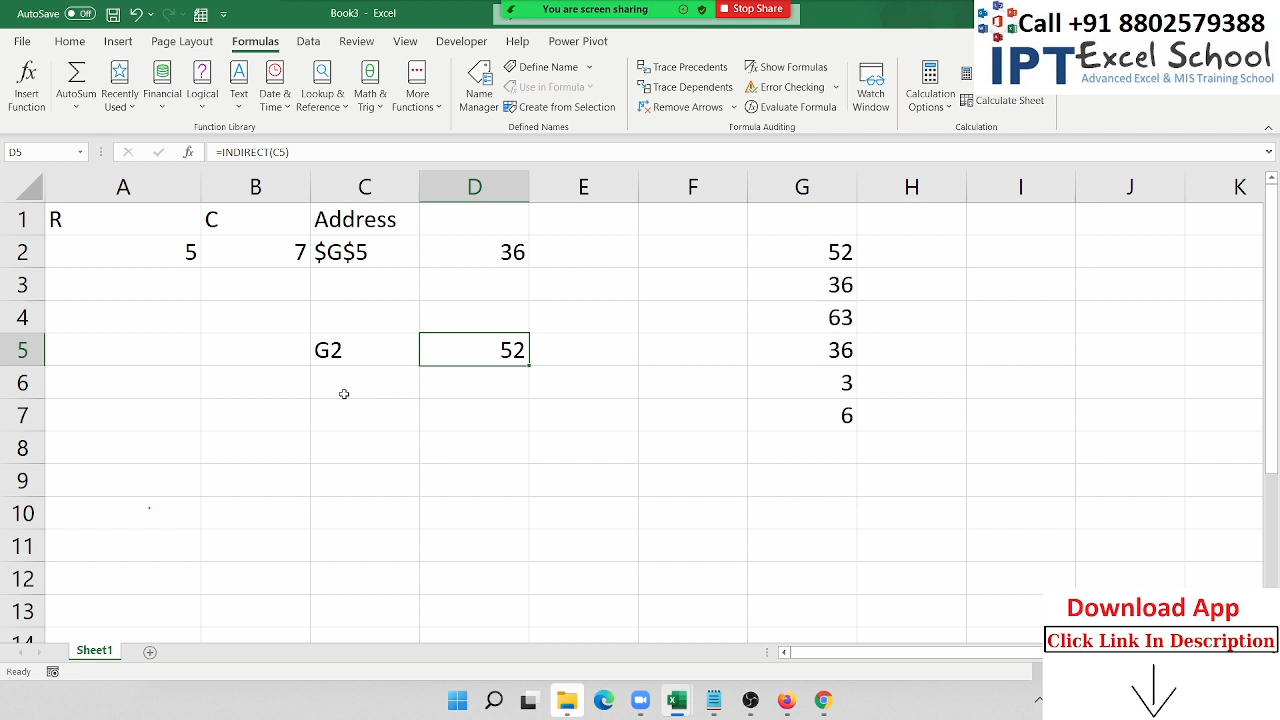 AutoSave Off Book3 - Excel You are screen sharing Stop Share
Call +91 8802579388
IPT Excel School
Advanced Excel & MIS Training School
File Home Insert Page Layout Formulas Data Review View Developer Help Power Pivot
Insert Function
AutoSum
Recently Used
Financial
Logical
Text
Date & Time
Lookup & Reference
Math & Trig
More Functions
Function Library
Name Manager
Define Name
Use in Formula
Create from Selection
Defined Names
Trace Precedents
Trace Dependents
Remove Arrows
Show Formulas
Error Checking
Evaluate Formula
Formula Auditing
Watch Window
Calculation Options
Calculate Sheet
Calculation
D5 fx =INDIRECT(C5)
A B C D E F G H I J K
1 R C Address
2 5 7 $G$5 36 52
3 36
4 63
5 G2 52 36
6 3
7 6
8
9
10
11
12
13
14
Sheet1
Ready
Download App
Click Link In Description